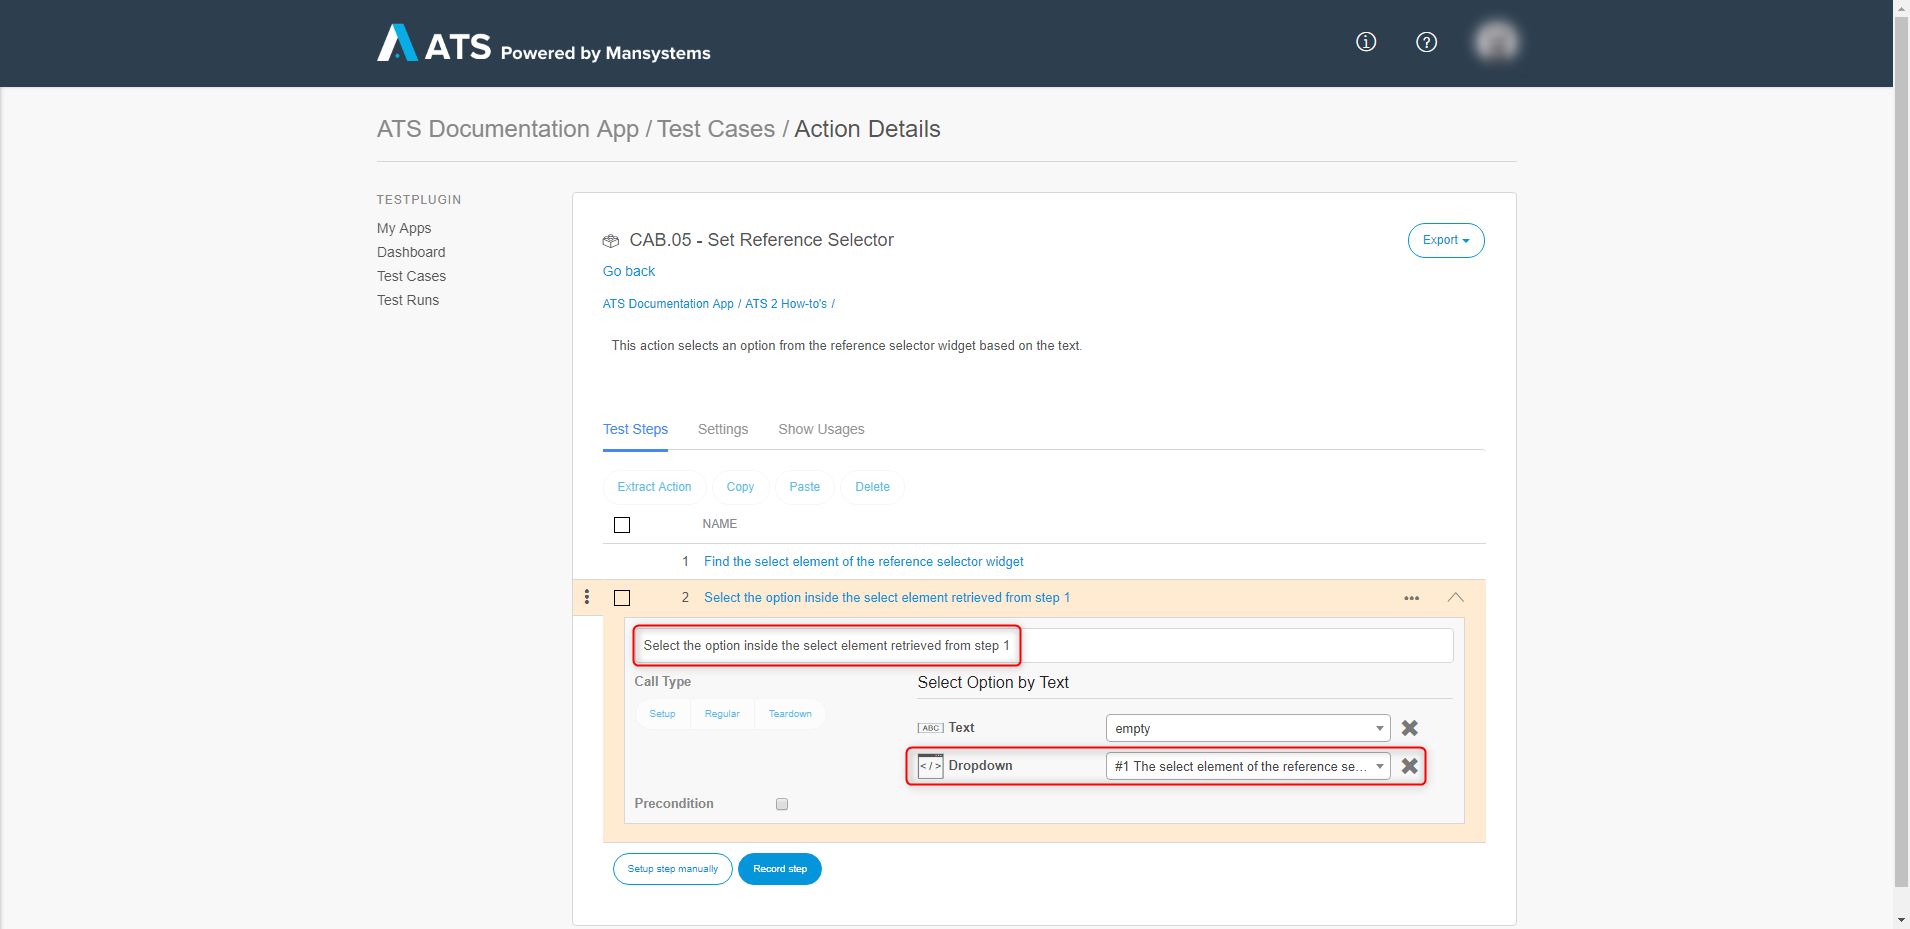 ATS Powered by Mansystems
ATS Documentation App / Test Cases / Action Details
TESTPLUGIN
My Apps
Dashboard
Test Cases
Test Runs
CAB.05 - Set Reference Selector
Export
Go back
ATS Documentation App / ATS 2 How-to's /
This action selects an option from the reference selector widget based on the text.
Test Steps Settings Show Usages
Extract Action Copy Paste Delete
NAME
1 Find the select element of the reference selector widget
2 Select the option inside the select element retrieved from step 1
Select the option inside the select element retrieved from step 1
Call Type
Select Option by Text
Setup Regular Teardown
ABC Text empty
</> Dropdown #1 The select element of the reference se...
Precondition
Setup step manually Record step